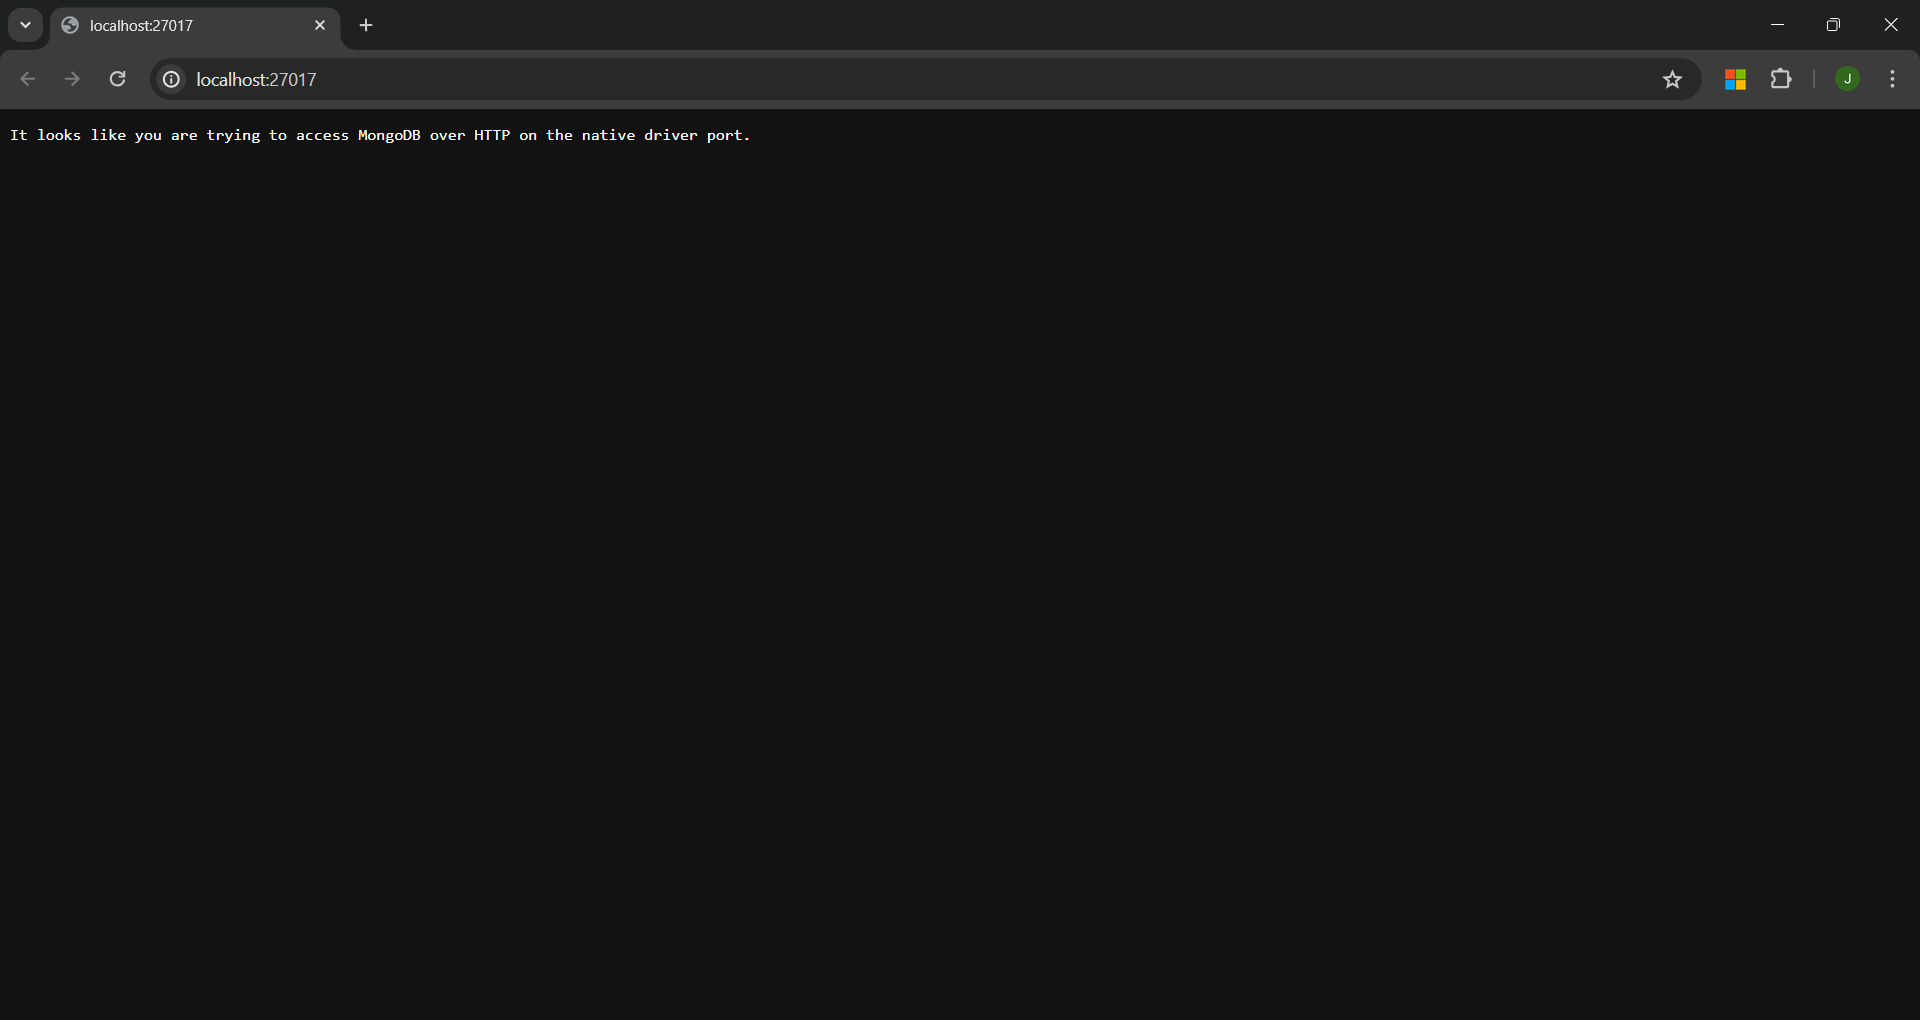 localhost:27017
localhost:27017
J
It looks like you are trying to access MongoDB over HTTP on the native driver port.